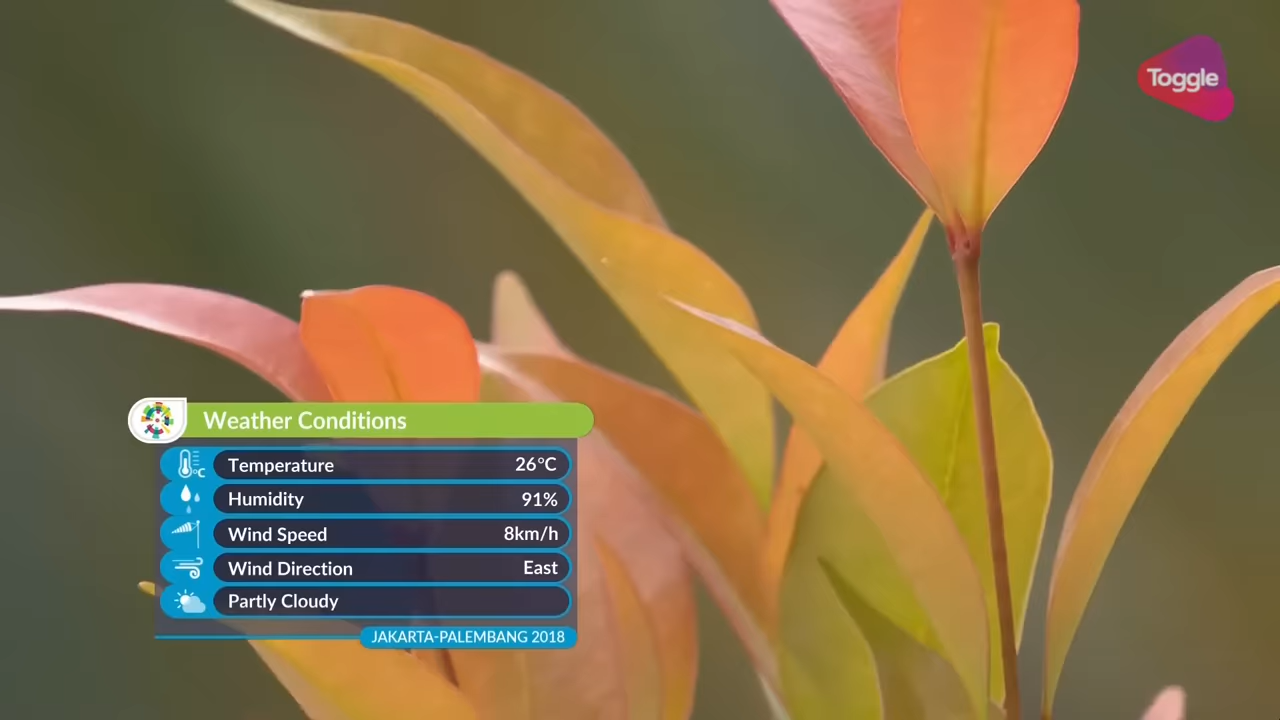 Toggle
Weather Conditions
Temperature 26°C
Humidity 91%
Wind Speed 8km/h
Wind Direction East
Partly Cloudy
JAKARTA-PALEMBANG 2018